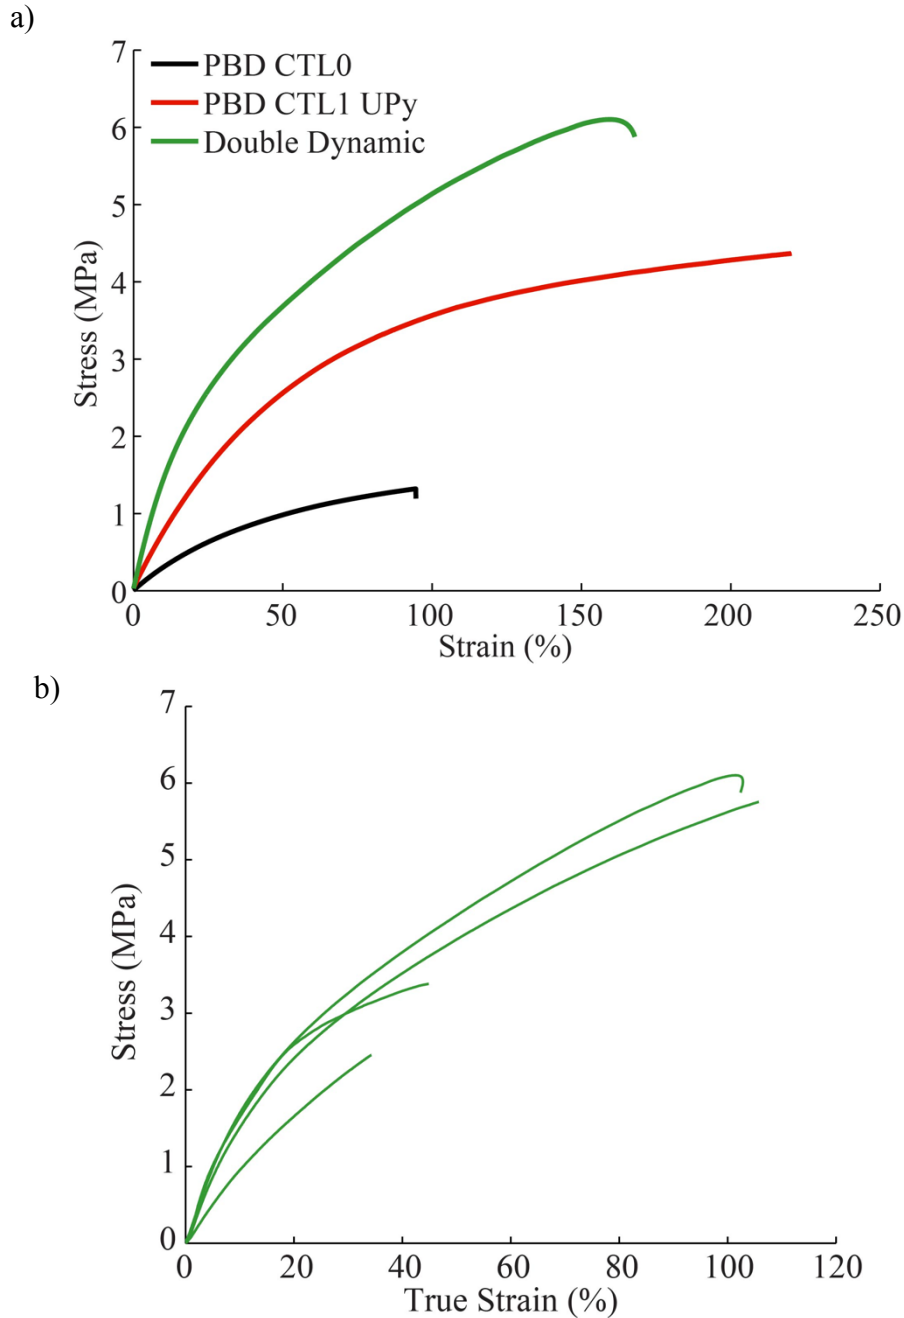 a)
7
6
5
4
3
2
1
0
Stress (MPa)
PBD CTL0
PBD CTL1 UPy
Double Dynamic
0 50 100 150 200 250
Strain (%)
b)
7
6
5
4
3
2
1
0
Stress (MPa)
0 20 40 60 80 100 120
True Strain (%)